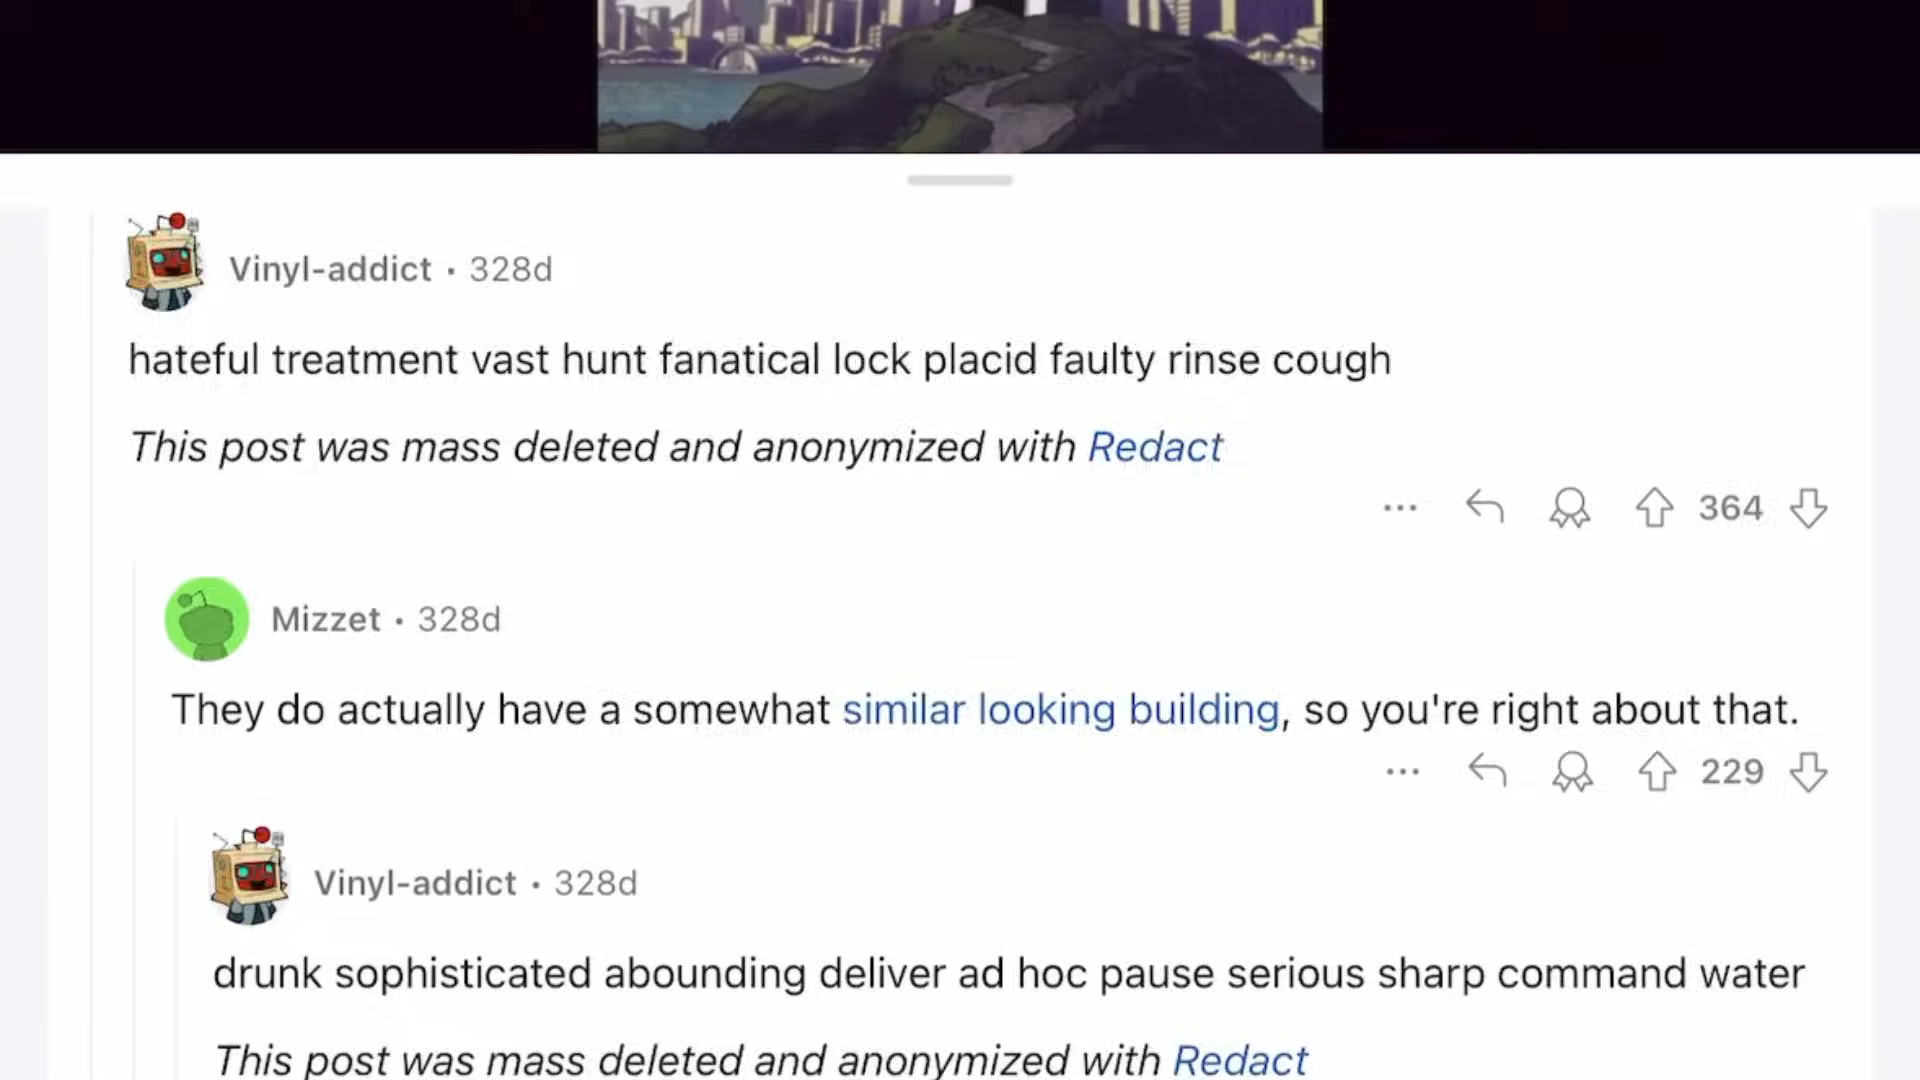 Vinyl-addict • 328d
hateful treatment vast hunt fanatical lock placid faulty rinse cough
This post was mass deleted and anonymized with Redact
... 364
Mizzet • 328d
They do actually have a somewhat similar looking building, so you're right about that.
... 229
Vinyl-addict • 328d
drunk sophisticated abounding deliver ad hoc pause serious sharp command water
This post was mass deleted and anonymized with Redact